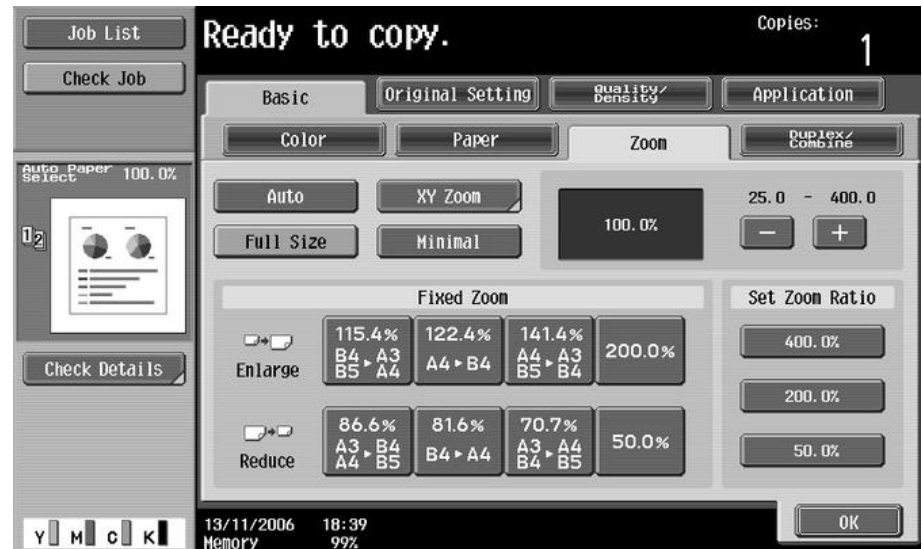 Job List
Check Job
Ready to copy.
Copies:
1
Basic
Original Setting
Quality/
Density
Application
Color
Paper
Zoom
Duplex/
Combine
Auto Paper
Select
100.0%
12
Check Details
Y M C K
Auto
XY Zoom
Full Size
Minimal
100.0%
25.0 - 400.0
− +
Fixed Zoom
Enlarge
115.4%
B4▸A3
B5▸A4
122.4%
A4▸B4
141.4%
A4▸A3
B5▸B4
200.0%
Reduce
86.6%
A3▸B4
A4▸B5
81.6%
B4▸A4
70.7%
A3▸A4
B4▸B5
50.0%
Set Zoom Ratio
400.0%
200.0%
50.0%
13/11/2006 18:39
Memory 99%
OK